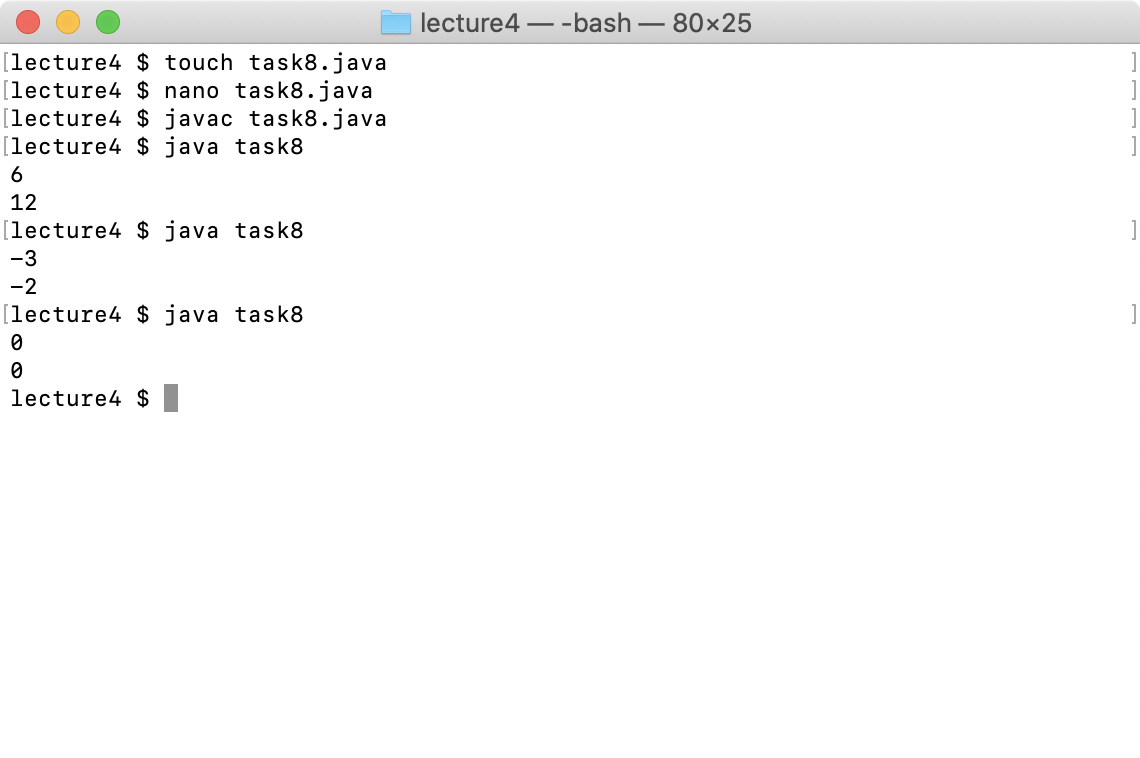 lecture4 — -bash — 80×25
[lecture4 $ touch task8.java ]
[lecture4 $ nano task8.java ]
[lecture4 $ javac task8.java ]
[lecture4 $ java task8 ]
6
12
[lecture4 $ java task8 ]
-3
-2
[lecture4 $ java task8 ]
0
0
lecture4 $